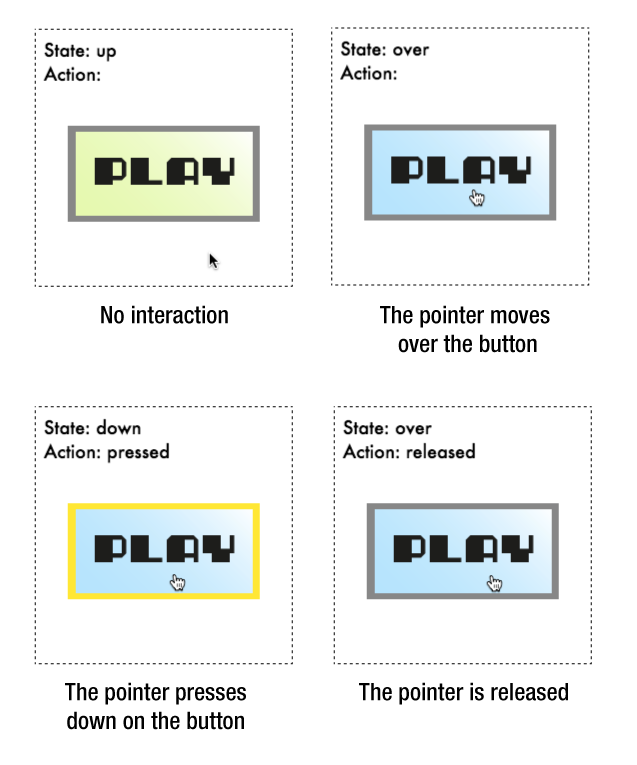 State: up
Action:
PLAY
No interaction
State: over
Action:
PLAY
The pointer moves
over the button
State: down
Action: pressed
PLAY
The pointer presses
down on the button
State: over
Action: released
PLAY
The pointer is released